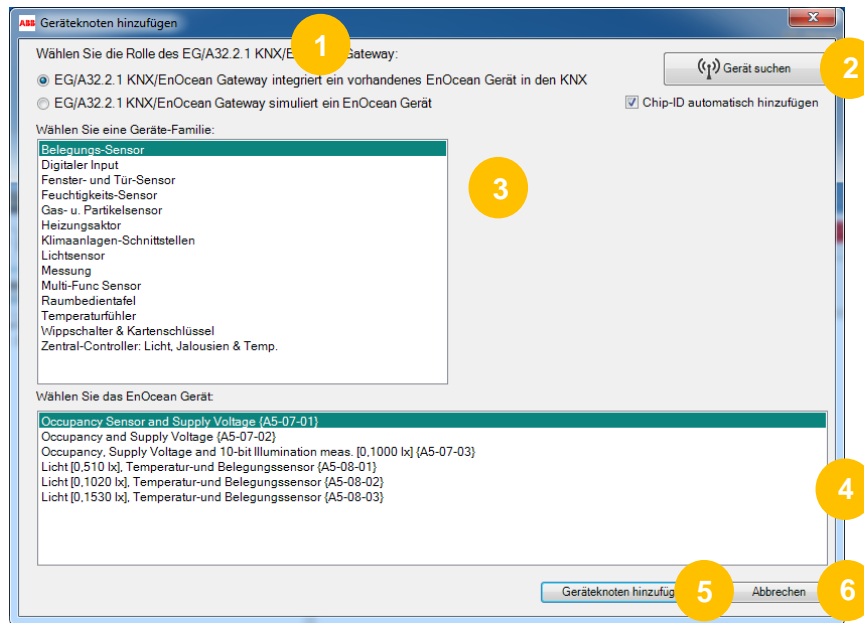 ABB Geräteknoten hinzufügen
Wählen Sie die Rolle des EG/A32.2.1 KNX/ Gateway:
1
EG/A32.2.1 KNX/EnOcean Gateway integriert ein vorhandenes EnOcean Gerät in den KNX
Gerät suchen
2
EG/A32.2.1 KNX/EnOcean Gateway simuliert ein EnOcean Gerät
Chip-ID automatisch hinzufügen
Wählen Sie eine Geräte-Familie:
Belegungs-Sensor
Digitaler Input
Fenster- und Tür-Sensor
Feuchtigkeits-Sensor
3
Gas- u. Partikelsensor
Heizungsaktor
Klimaanlagen-Schnittstellen
Lichtsensor
Messung
Multi-Func Sensor
Raumbedientafel
Temperaturfühler
Wippschalter & Kartenschlüssel
Zentral-Controller: Licht, Jalousien & Temp.
Wählen Sie das EnOcean Gerät:
Occupancy Sensor and Supply Voltage {A5-07-01}
Occupancy and Supply Voltage {A5-07-02}
Occupancy, Supply Voltage and 10-bit Illumination meas. [0,1000 lx] {A5-07-03}
Licht [0,510 lx], Temperatur-und Belegungssensor {A5-08-01}
Licht [0,1020 lx], Temperatur-und Belegungssensor {A5-08-02}
4
Licht [0,1530 lx], Temperatur-und Belegungssensor {A5-08-03}
Geräteknoten hinzufüg
5
Abbrechen
6